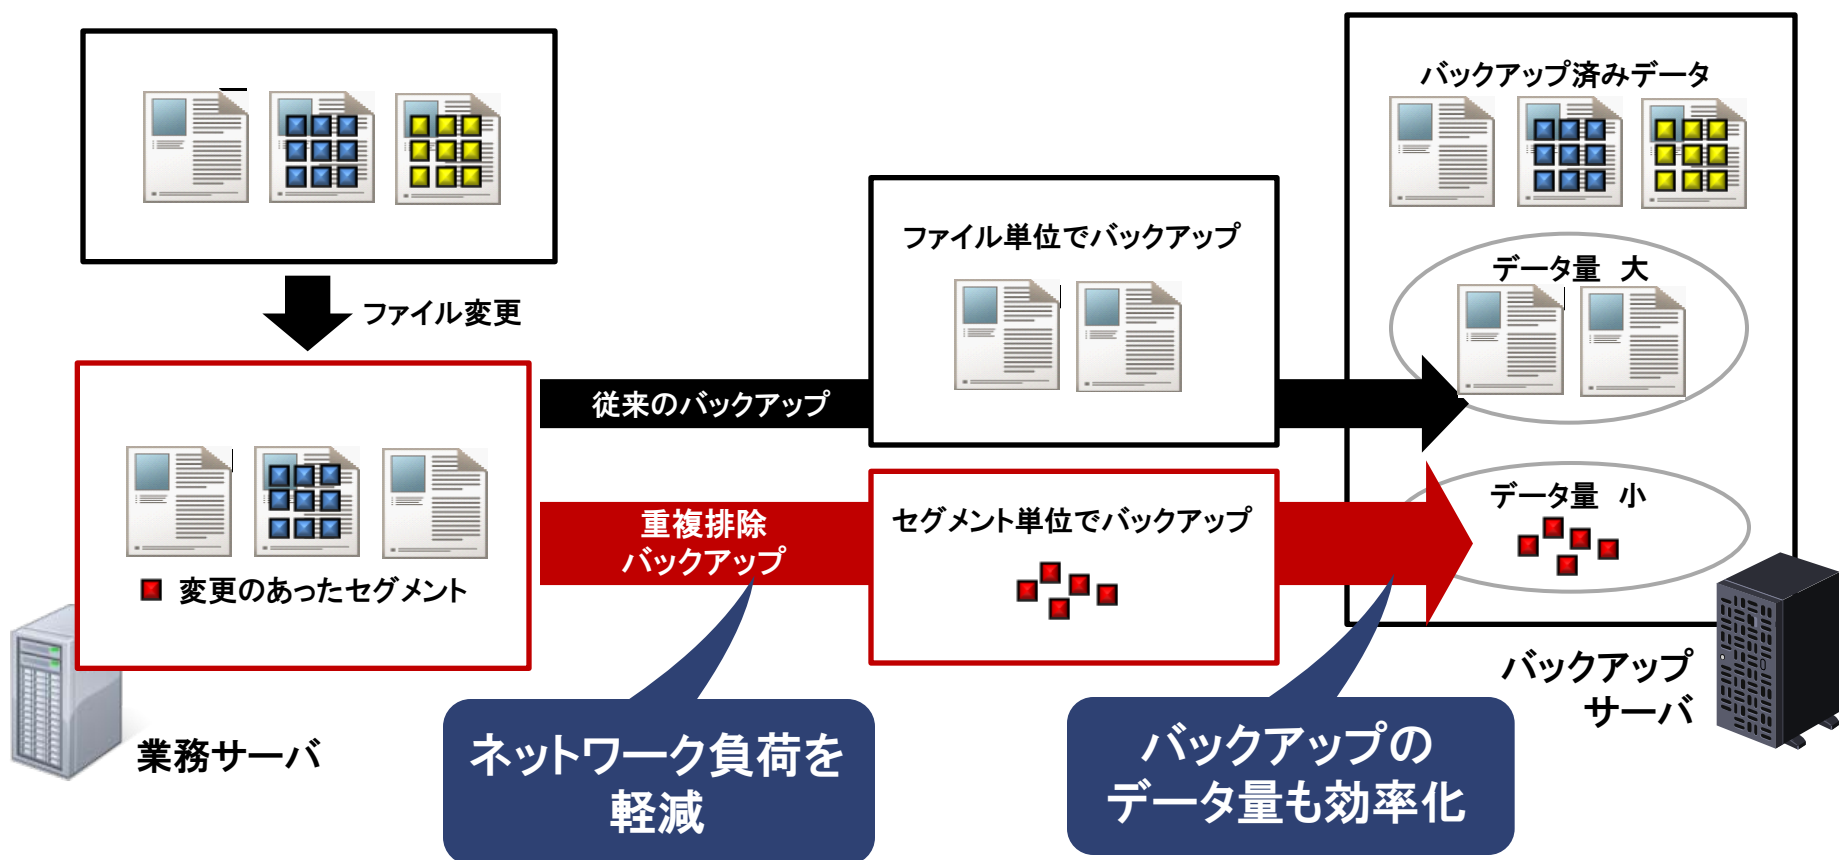 バックアップ済みデータ
ファイル単位でバックアップ
データ量 大
ファイル変更
従来のバックアップ
重複排除
バックアップ
セグメント単位でバックアップ
データ量 小
変更のあったセグメント
バックアップ
サーバ
業務サーバ
ネットワーク負荷を
軽減
バックアップの
データ量も効率化